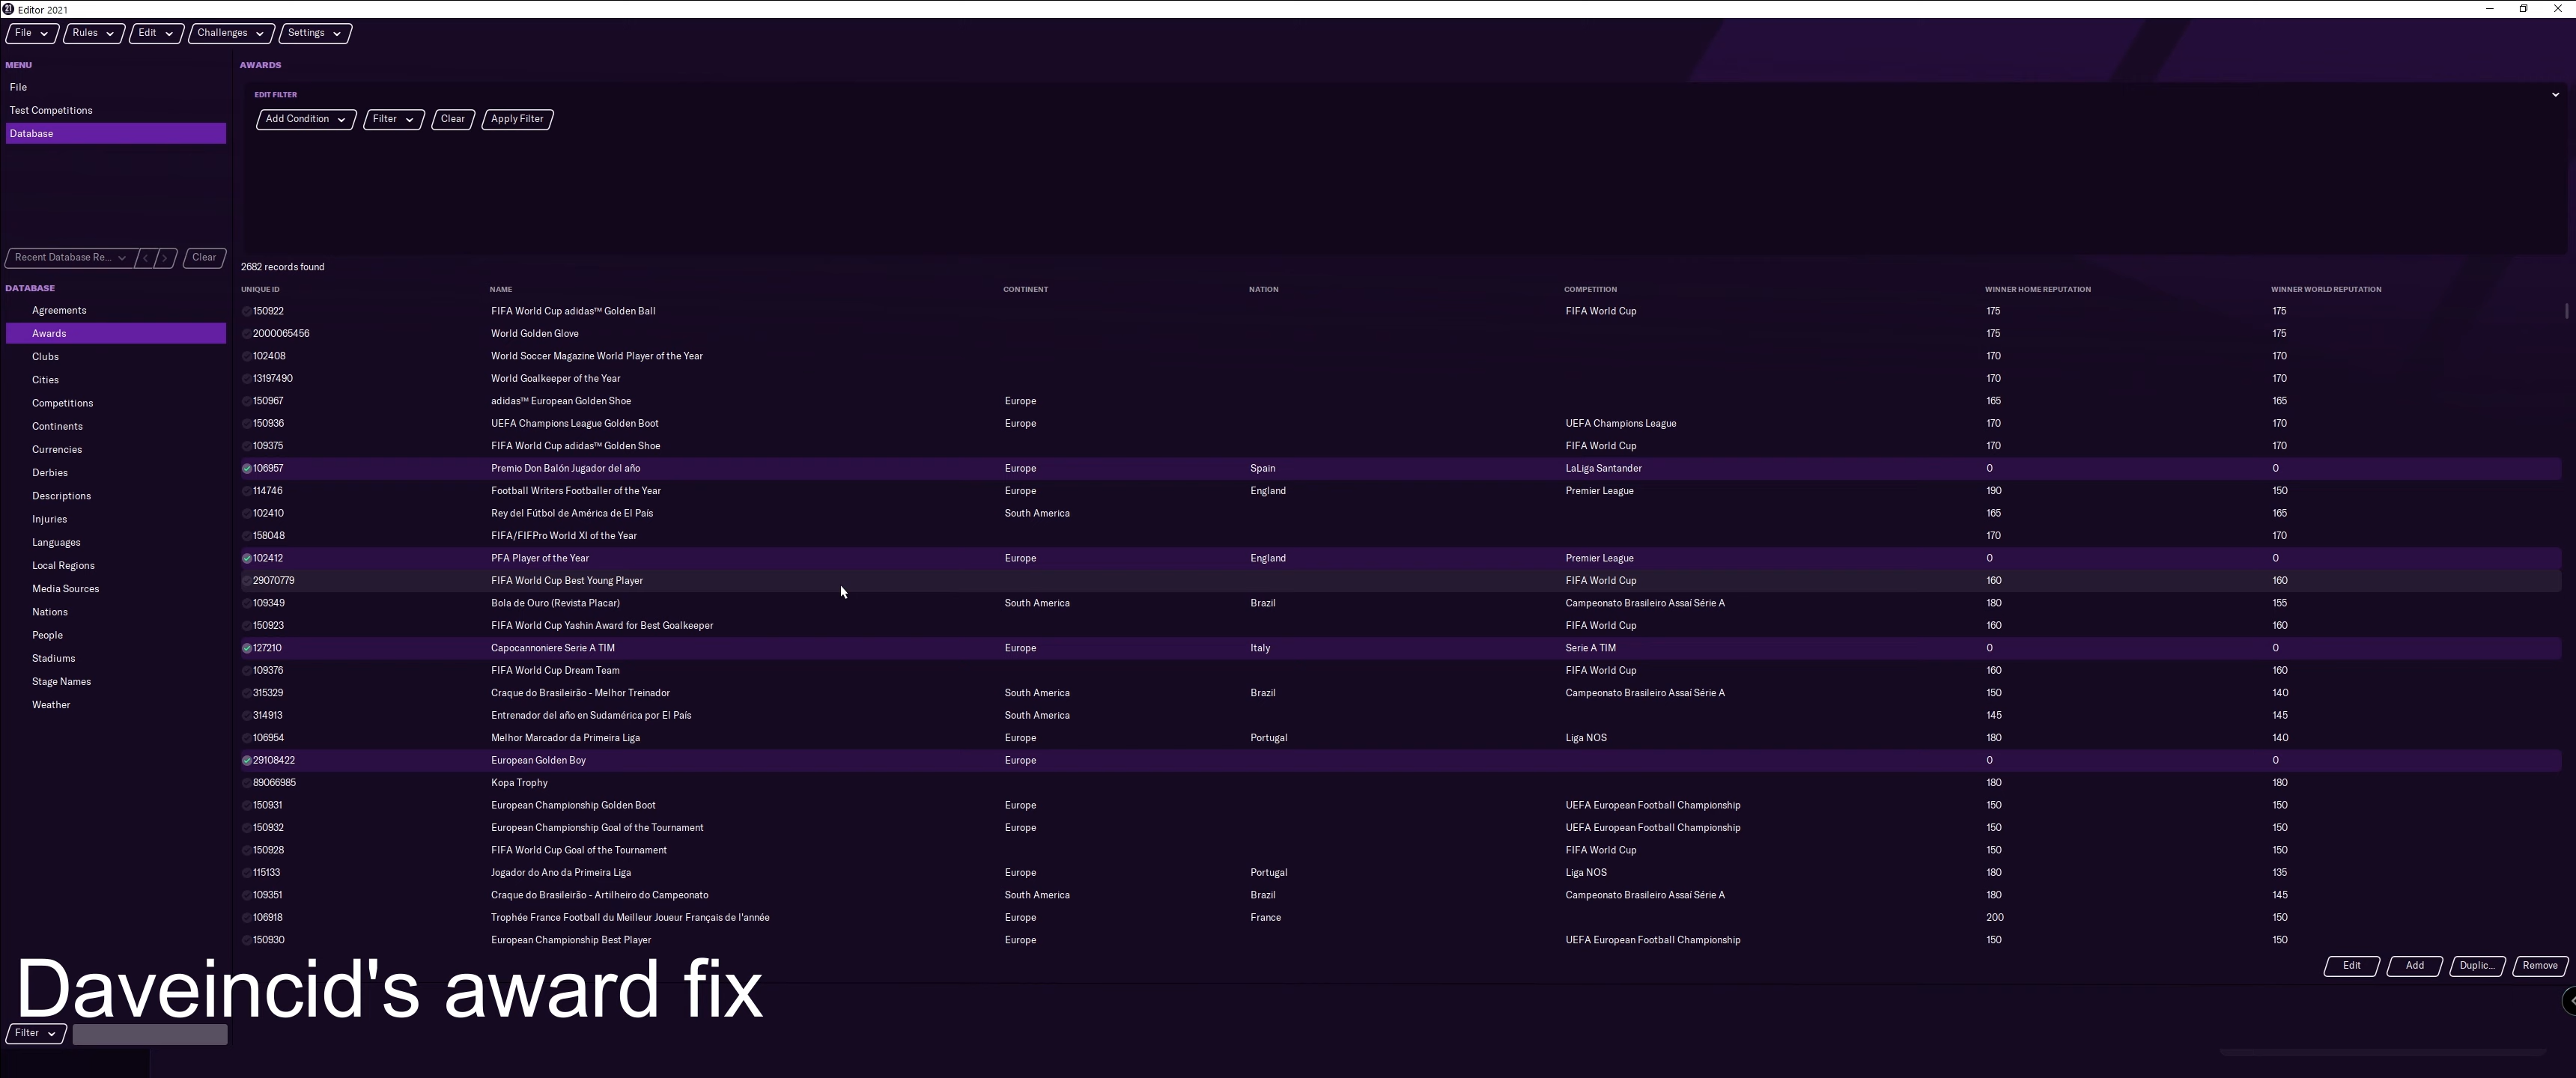 Editor 2021
File Rules Edit Challenges Settings
MENU
File
Test Competitions
Database
Recent Database Re... Clear
DATABASE
Agreements
Awards
Clubs
Cities
Competitions
Continents
Currencies
Derbies
Descriptions
Injuries
Languages
Local Regions
Media Sources
Nations
People
Stadiums
Stage Names
Weather
Filter
AWARDS
EDIT FILTER
Add Condition Filter Clear Apply Filter
2682 records found
UNIQUE ID NAME CONTINENT NATION COMPETITION WINNER HOME REPUTATION WINNER WORLD REPUTATION
150922 FIFA World Cup adidas™ Golden Ball FIFA World Cup 175 175
2000065456 World Golden Glove 175 175
102408 World Soccer Magazine World Player of the Year 170 170
13197490 World Goalkeeper of the Year 170 170
150967 adidas™ European Golden Shoe Europe 165 165
150936 UEFA Champions League Golden Boot Europe UEFA Champions League 170 170
109375 FIFA World Cup adidas™ Golden Shoe FIFA World Cup 170 170
106957 Premio Don Balón Jugador del año Europe Spain LaLiga Santander 0 0
114746 Football Writers Footballer of the Year Europe England Premier League 190 150
102410 Rey del Fútbol de América de El País South America 165 165
158048 FIFA/FIFPro World XI of the Year 170 170
102412 PFA Player of the Year Europe England Premier League 0 0
29070779 FIFA World Cup Best Young Player FIFA World Cup 160 160
109349 Bola de Ouro (Revista Placar) South America Brazil Campeonato Brasileiro Assaí Série A 180 155
150923 FIFA World Cup Yashin Award for Best Goalkeeper FIFA World Cup 160 160
127210 Capocannoniere Serie A TIM Europe Italy Serie A TIM 0 0
109376 FIFA World Cup Dream Team FIFA World Cup 160 160
315329 Craque do Brasileirão - Melhor Treinador South America Brazil Campeonato Brasileiro Assaí Série A 150 140
314913 Entrenador del año en Sudamérica por El País South America 145 145
106954 Melhor Marcador da Primeira Liga Europe Portugal Liga NOS 180 140
29108422 European Golden Boy Europe 0 0
89066985 Kopa Trophy 180 180
150931 European Championship Golden Boot Europe UEFA European Football Championship 150 150
150932 European Championship Goal of the Tournament Europe UEFA European Football Championship 150 150
150928 FIFA World Cup Goal of the Tournament FIFA World Cup 150 150
115133 Jogador do Ano da Primeira Liga Europe Portugal Liga NOS 180 135
109351 Craque do Brasileirão - Artilheiro do Campeonato South America Brazil Campeonato Brasileiro Assaí Série A 180 145
106918 Trophée France Football du Meilleur Joueur Français de l'année Europe France 200 150
150930 European Championship Best Player Europe UEFA European Football Championship 150 150
Edit Add Duplic... Remove
Daveincid's award fix